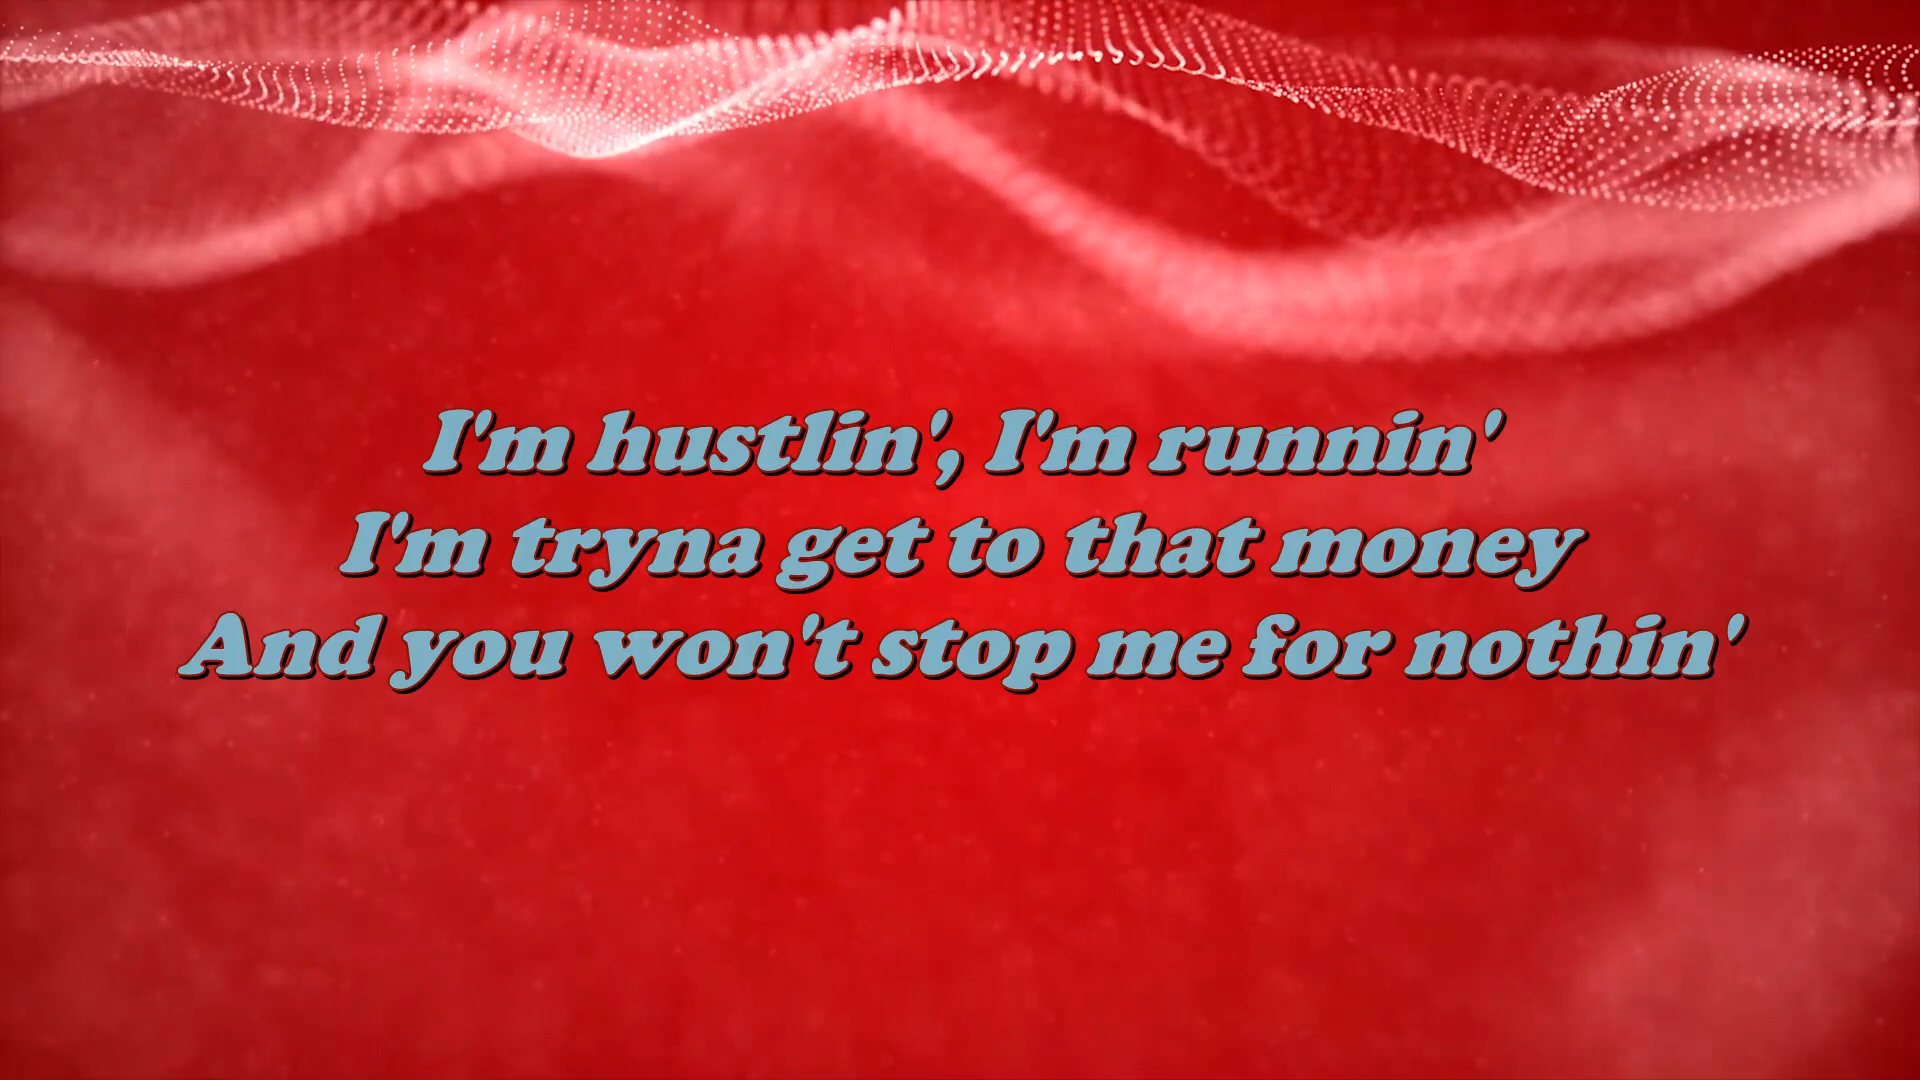 I'm hustlin', I'm runnin'
I'm tryna get to that money
And you won't stop me for nothin'